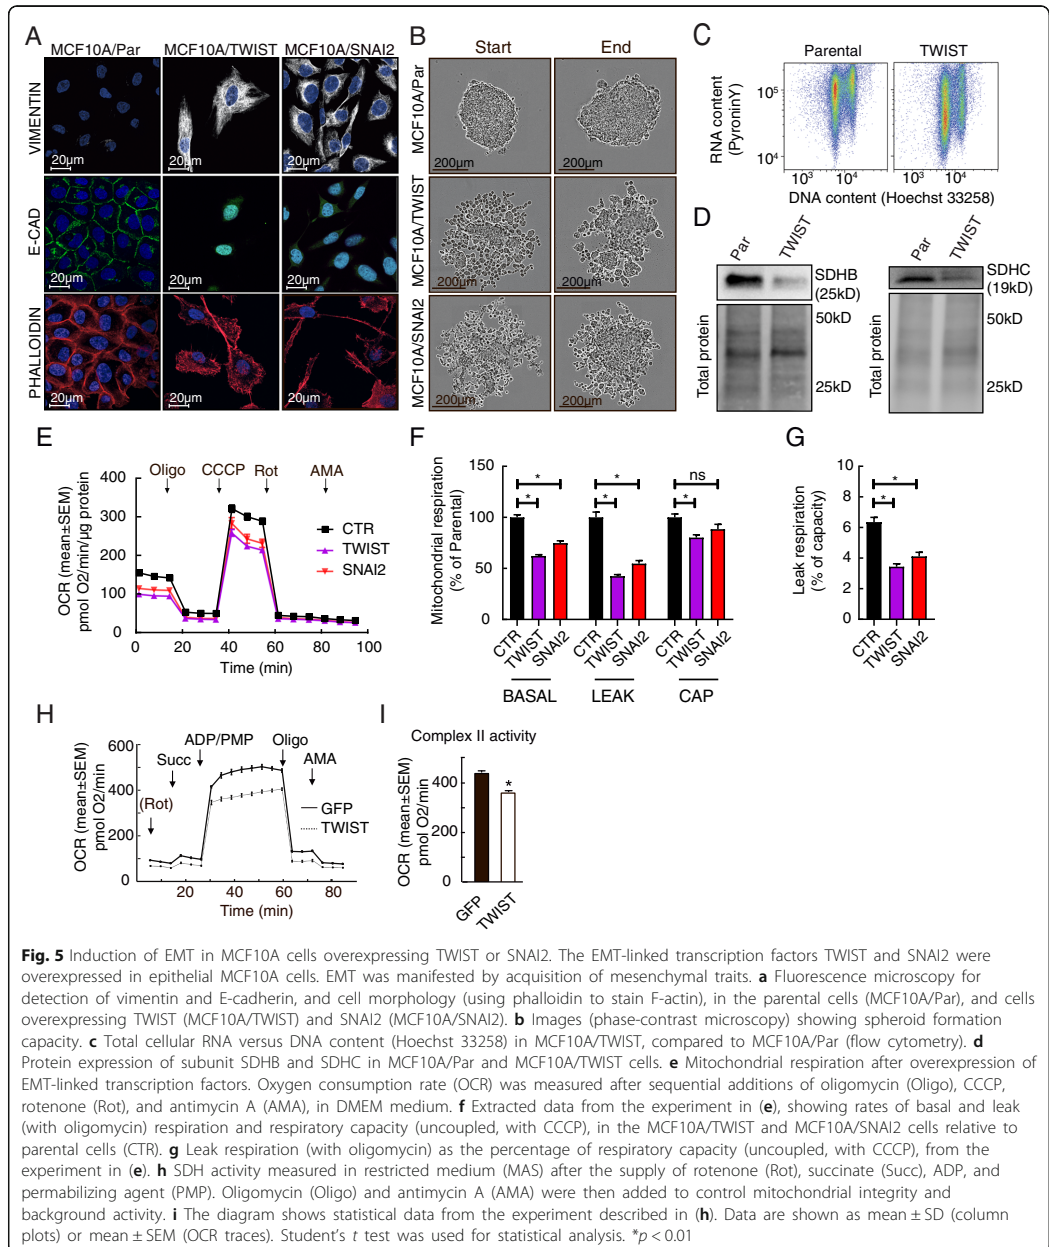 A
MCF10A/Par
MCF10A/TWIST
MCF10A/SNAI2
VIMENTIN
20µm
20µm
20µm
E-CAD
20µm
20µm
20µm
PHALLOIDIN
20µm
20µm
20µm
B
Start
End
MCF10A/Par
200µm
200µm
MCF10A/TWIST
200µm
200µm
MCF10A/SNAI2
200µm
200µm
C
Parental
TWIST
RNA content
(PyroninY)
10⁵
10⁴
10³
10⁴
10³
10⁴
DNA content (Hoechst 33258)
D
Par
TWIST
SDHB
(25kD)
Total protein
50kD
25kD
Par
TWIST
SDHC
(19kD)
Total protein
50kD
25kD
E
OCR (mean±SEM)
pmol O2/min/µg protein
400
300
200
100
0
Oligo
CCCP
Rot
AMA
CTR
TWIST
SNAI2
0 20 40 60 80 100
Time (min)
F
Mitochondrial respiration
(% of Parental)
150
100
50
0
*
*
*
*
ns
*
CTR
TWIST
SNAI2
CTR
TWIST
SNAI2
CTR
TWIST
SNAI2
BASAL
LEAK
CAP
G
Leak respiration
(% of capacity)
10
8
6
4
2
0
*
*
CTR
TWIST
SNAI2
H
OCR (mean±SEM)
pmol O2/min
600
400
200
0
(Rot)
Succ
ADP/PMP
Oligo
AMA
GFP
TWIST
20 40 60 80
Time (min)
I
Complex II activity
OCR (mean±SEM)
pmol O2/min
400
200
0
*
GFP
TWIST
Fig. 5 Induction of EMT in MCF10A cells overexpressing TWIST or SNAI2. The EMT-linked transcription factors TWIST and SNAI2 were
overexpressed in epithelial MCF10A cells. EMT was manifested by acquisition of mesenchymal traits. a Fluorescence microscopy for
detection of vimentin and E-cadherin, and cell morphology (using phalloidin to stain F-actin), in the parental cells (MCF10A/Par), and cells
overexpressing TWIST (MCF10A/TWIST) and SNAI2 (MCF10A/SNAI2). b Images (phase-contrast microscopy) showing spheroid formation
capacity. c Total cellular RNA versus DNA content (Hoechst 33258) in MCF10A/TWIST, compared to MCF10A/Par (flow cytometry). d
Protein expression of subunit SDHB and SDHC in MCF10A/Par and MCF10A/TWIST cells. e Mitochondrial respiration after overexpression of
EMT-linked transcription factors. Oxygen consumption rate (OCR) was measured after sequential additions of oligomycin (Oligo), CCCP,
rotenone (Rot), and antimycin A (AMA), in DMEM medium. f Extracted data from the experiment in (e), showing rates of basal and leak
(with oligomycin) respiration and respiratory capacity (uncoupled, with CCCP), in the MCF10A/TWIST and MCF10A/SNAI2 cells relative to
parental cells (CTR). g Leak respiration (with oligomycin) as the percentage of respiratory capacity (uncoupled, with CCCP), from the
experiment in (e). h SDH activity measured in restricted medium (MAS) after the supply of rotenone (Rot), succinate (Succ), ADP, and
permabilizing agent (PMP). Oligomycin (Oligo) and antimycin A (AMA) were then added to control mitochondrial integrity and
background activity. i The diagram shows statistical data from the experiment described in (h). Data are shown as mean ± SD (column
plots) or mean ± SEM (OCR traces). Student's t test was used for statistical analysis. *p < 0.01